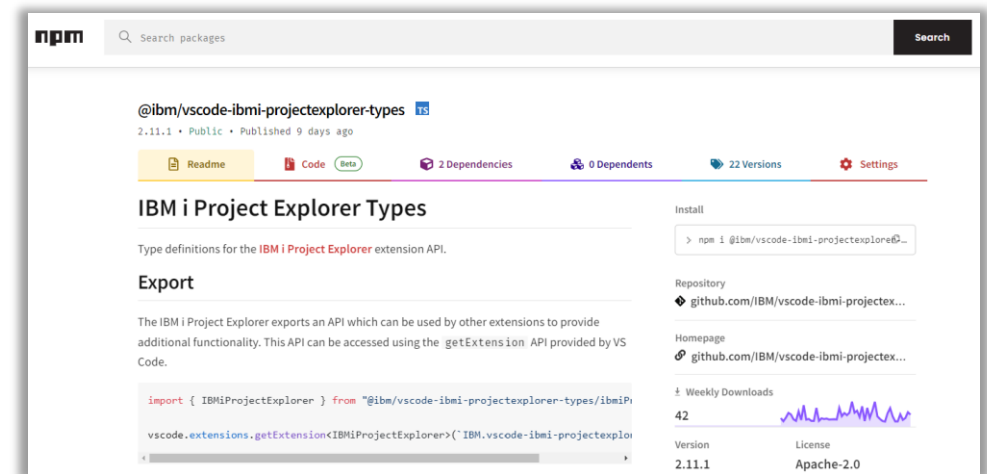 npm
Search packages
Search
@ibm/vscode-ibmi-projectexplorer-types TS
2.11.1 • Public • Published 9 days ago
Readme
Code Beta
2 Dependencies
0 Dependents
22 Versions
Settings
IBM i Project Explorer Types
Type definitions for the IBM i Project Explorer extension API.
Export
The IBM i Project Explorer exports an API which can be used by other extensions to provide
additional functionality. This API can be accessed using the getExtension API provided by VS
Code.
import { IBMiProjectExplorer } from "@ibm/vscode-ibmi-projectexplorer-types/ibmiPr
vscode.extensions.getExtension<IBMiProjectExplorer>(`IBM.vscode-ibmi-projectexplor
Install
> npm i @ibm/vscode-ibmi-projectexplore…
Repository
github.com/IBM/vscode-ibmi-projectex...
Homepage
github.com/IBM/vscode-ibmi-projectex...
Weekly Downloads
42
Version
2.11.1
License
Apache-2.0